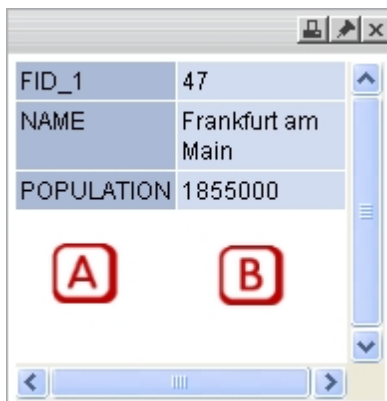 FID_1 47
NAME Frankfurt am
Main
POPULATION 1855000
A B